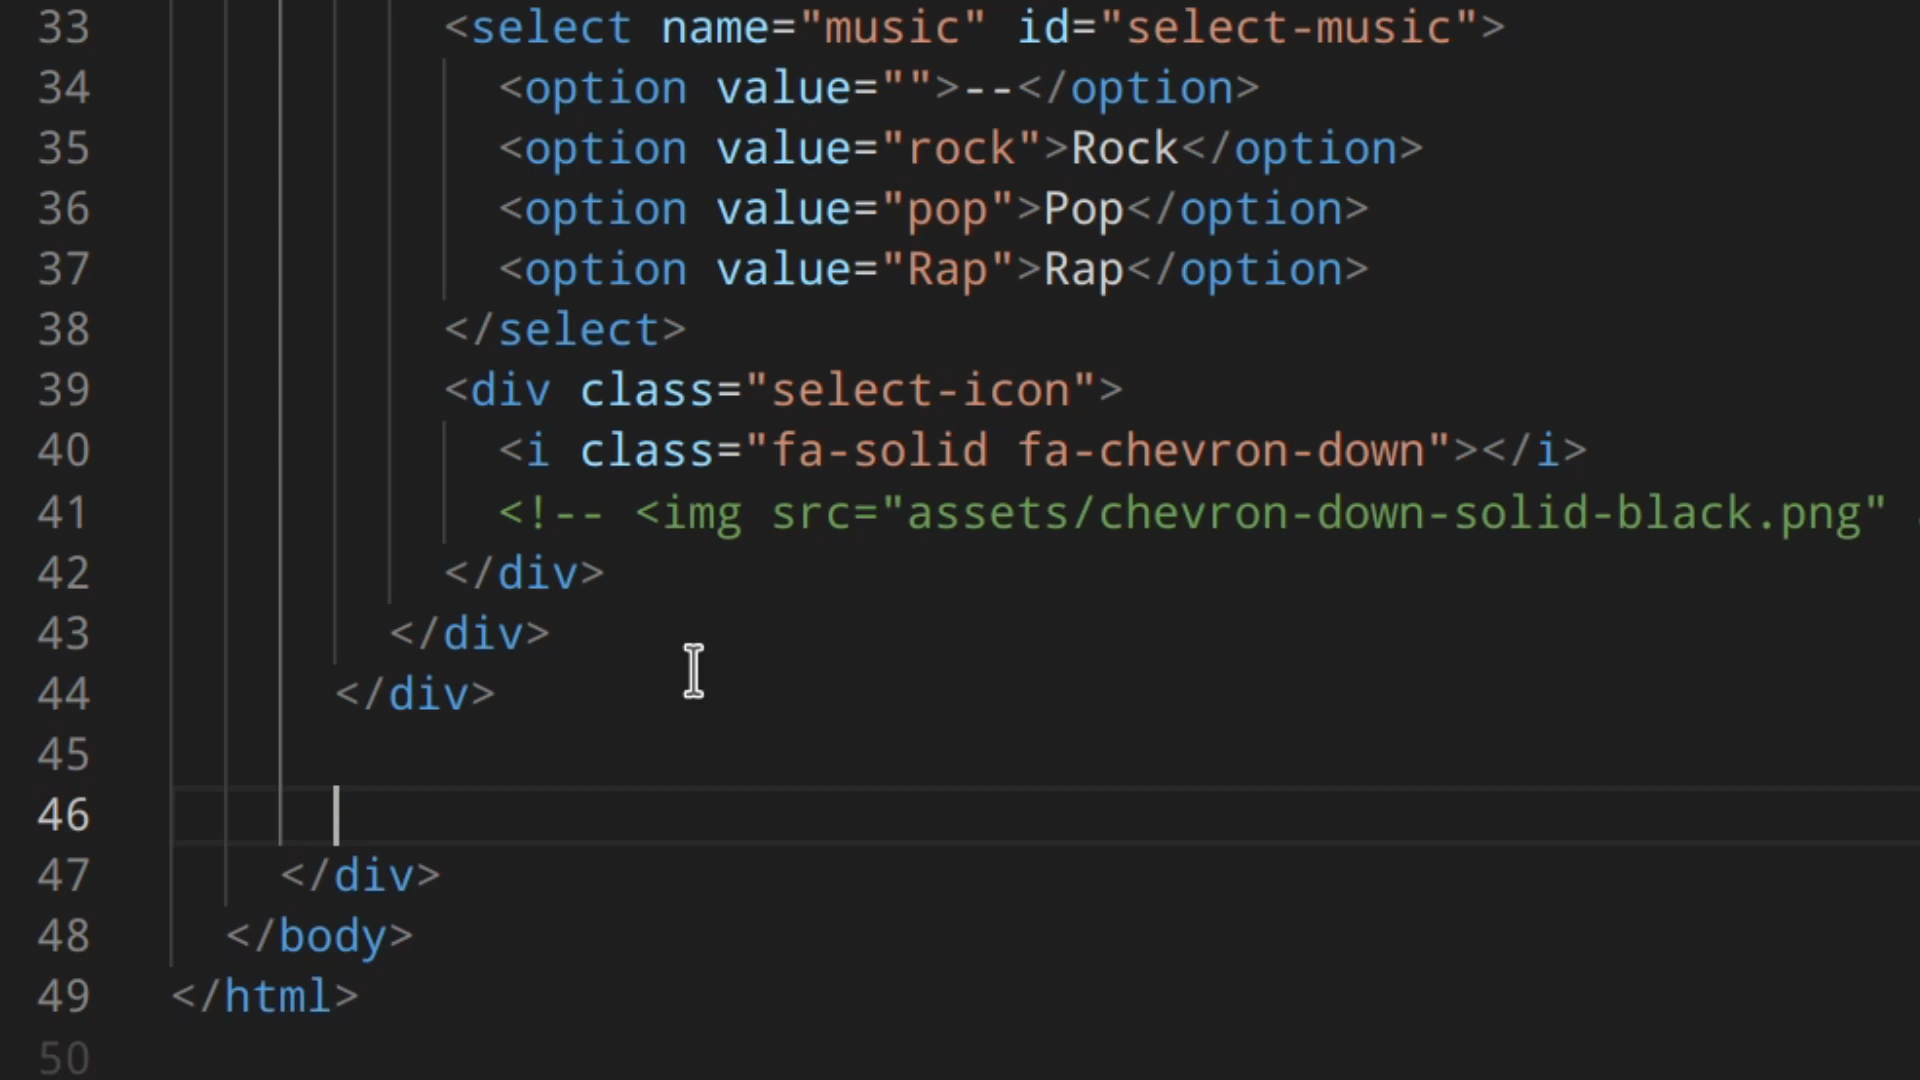 33 <select name="music" id="select-music">
34 <option value="">--</option>
35 <option value="rock">Rock</option>
36 <option value="pop">Pop</option>
37 <option value="Rap">Rap</option>
38 </select>
39 <div class="select-icon">
40 <i class="fa-solid fa-chevron-down"></i>
41 <!-- <img src="assets/chevron-down-solid-black.png"
42 </div>
43 </div>
44 </div>
45
46
47 </div>
48 </body>
49 </html>
50